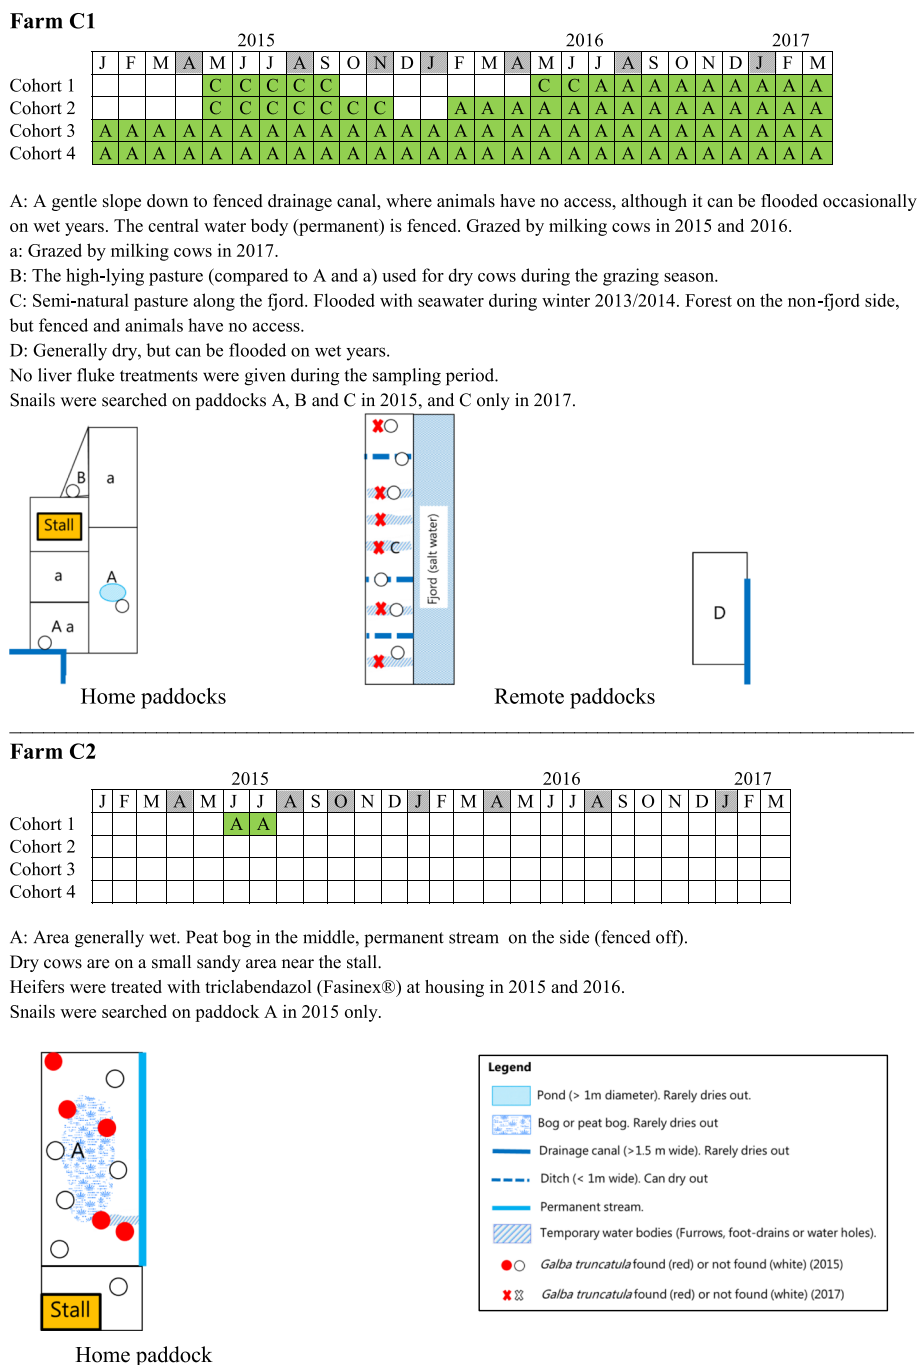 Farm C1
2015 2016 2017
J F M A M J J A S O N D J F M A M J J A S O N D J F M
Cohort 1 C C C C C C C A A A A A A A A A
Cohort 2 C C C C C C C A A A A A A A A A A A A A A
Cohort 3 A A A A A A A A A A A A A A A A A A A A A A A A A A A
Cohort 4 A A A A A A A A A A A A A A A A A A A A A A A A A A A
A: A gentle slope down to fenced drainage canal, where animals have no access, although it can be flooded occasionally
on wet years. The central water body (permanent) is fenced. Grazed by milking cows in 2015 and 2016.
a: Grazed by milking cows in 2017.
B: The high-lying pasture (compared to A and a) used for dry cows during the grazing season.
C: Semi-natural pasture along the fjord. Flooded with seawater during winter 2013/2014. Forest on the non-fjord side,
but fenced and animals have no access.
D: Generally dry, but can be flooded on wet years.
No liver fluke treatments were given during the sampling period.
Snails were searched on paddocks A, B and C in 2015, and C only in 2017.
B
a
Stall
a
A
A a
C
Fjord (salt water)
D
Home paddocks
Remote paddocks
Farm C2
2015 2016 2017
J F M A M J J A S O N D J F M A M J J A S O N D J F M
Cohort 1 A A
Cohort 2
Cohort 3
Cohort 4
A: Area generally wet. Peat bog in the middle, permanent stream on the side (fenced off).
Dry cows are on a small sandy area near the stall.
Heifers were treated with triclabendazol (Fasinex®) at housing in 2015 and 2016.
Snails were searched on paddock A in 2015 only.
A
Stall
Home paddock
Legend
Pond (> 1m diameter). Rarely dries out.
Bog or peat bog. Rarely dries out
Drainage canal (>1.5 m wide). Rarely dries out
Ditch (< 1m wide). Can dry out
Permanent stream.
Temporary water bodies (Furrows, foot-drains or water holes).
Galba truncatula found (red) or not found (white) (2015)
Galba truncatula found (red) or not found (white) (2017)